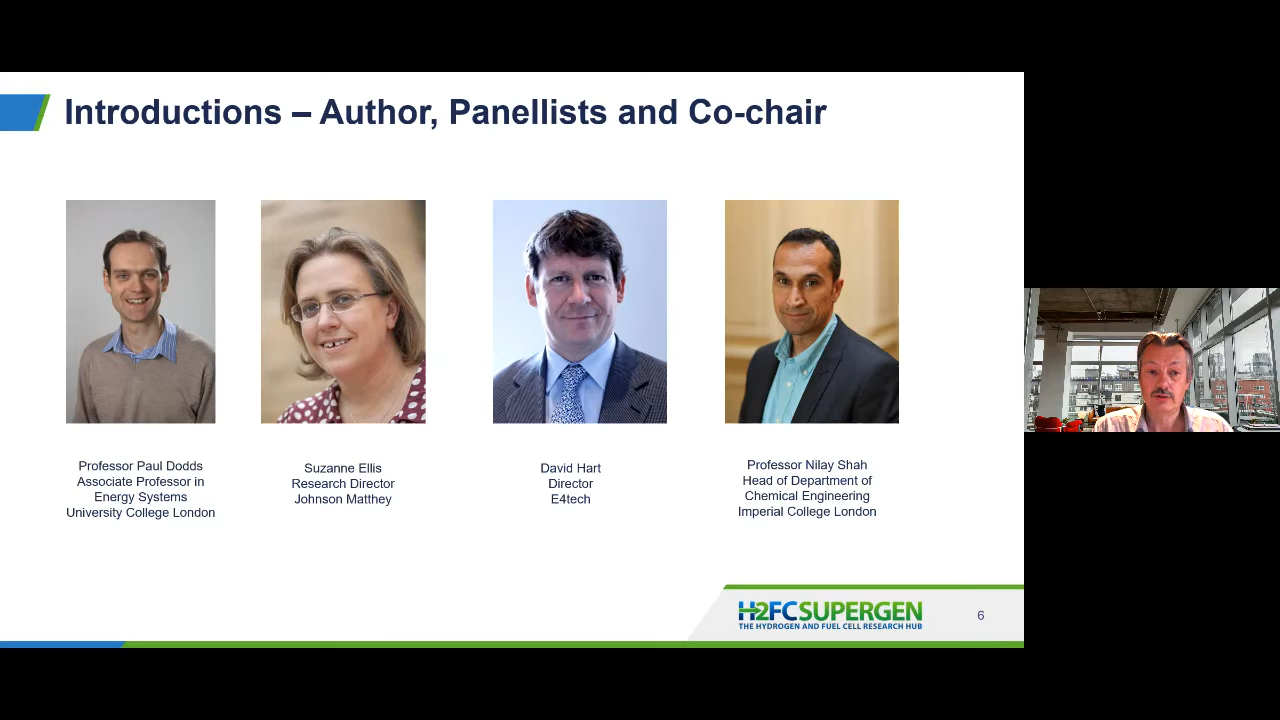 Introductions – Author, Panellists and Co-chair
Professor Paul Dodds
Associate Professor in
Energy Systems
University College London
Suzanne Ellis
Research Director
Johnson Matthey
David Hart
Director
E4tech
Professor Nilay Shah
Head of Department of
Chemical Engineering
Imperial College London
H2FC SUPERGEN
THE HYDROGEN AND FUEL CELL RESEARCH HUB
6